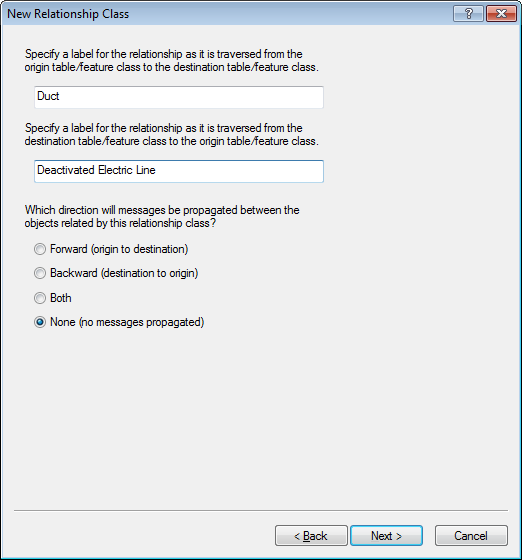 New Relationship Class
?
Specify a label for the relationship as it is traversed from the
origin table/feature class to the destination table/feature class.
Duct
Specify a label for the relationship as it is traversed from the
destination table/feature class to the origin table/feature class.
Deactivated Electric Line
Which direction will messages be propagated between the
objects related by this relationship class?
Forward (origin to destination)
Backward (destination to origin)
Both
None (no messages propagated)
< Back
Next >
Cancel